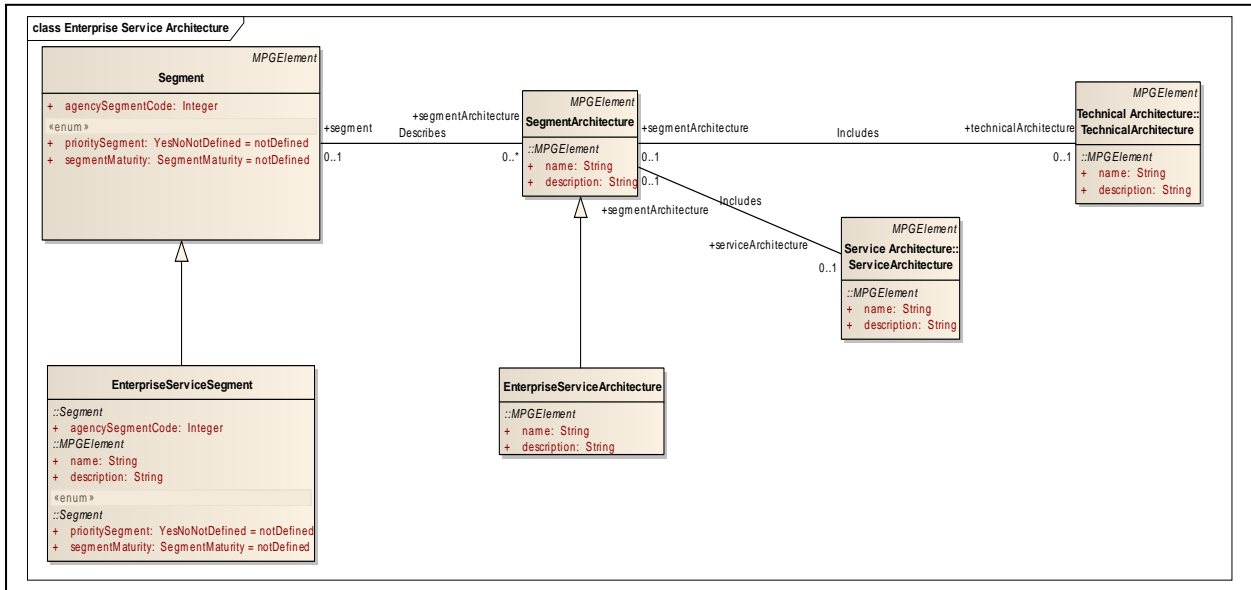 class Enterprise Service Architecture
MPGElement
Segment
+ agencySegmentCode: Integer
«enum»
+ prioritySegment: YesNoNotDefined = notDefined
+ segmentMaturity: SegmentMaturity = notDefined
+segment
0..1
Describes
+segmentArchitecture
0..*
MPGElement
SegmentArchitecture
::MPGElement
+ name: String
+ description: String
+segmentArchitecture
0..1
Includes
+technicalArchitecture
0..1
MPGElement
Technical Architecture::
TechnicalArchitecture
::MPGElement
+ name: String
+ description: String
0..1
+segmentArchitecture
Includes
+serviceArchitecture
0..1
MPGElement
Service Architecture::
ServiceArchitecture
::MPGElement
+ name: String
+ description: String
EnterpriseServiceSegment
::Segment
+ agencySegmentCode: Integer
::MPGElement
+ name: String
+ description: String
«enum»
::Segment
+ prioritySegment: YesNoNotDefined = notDefined
+ segmentMaturity: SegmentMaturity = notDefined
EnterpriseServiceArchitecture
::MPGElement
+ name: String
+ description: String